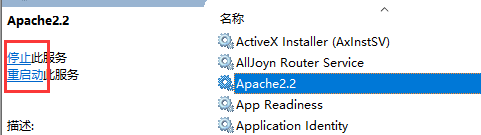 Apache2.2
停止此服务
重启动此服务
描述:
名称
ActiveX Installer (AxInstSV)
AllJoyn Router Service
Apache2.2
App Readiness
Application Identity